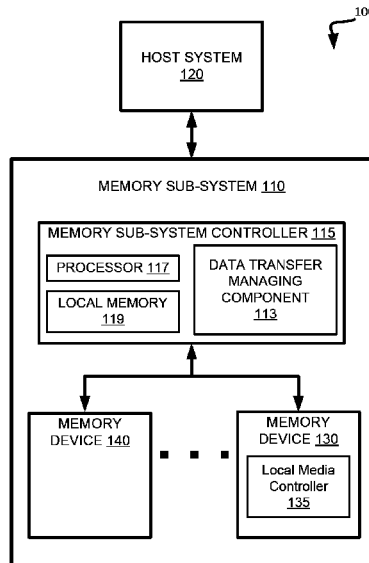 10
HOST SYSTEM
120
MEMORY SUB-SYSTEM 110
MEMORY SUB-SYSTEM CONTROLLER 115
PROCESSOR 117
LOCAL MEMORY
119
DATA TRANSFER
MANAGING
COMPONENT
113
MEMORY
DEVICE 140
MEMORY
DEVICE 130
Local Media
Controller
135